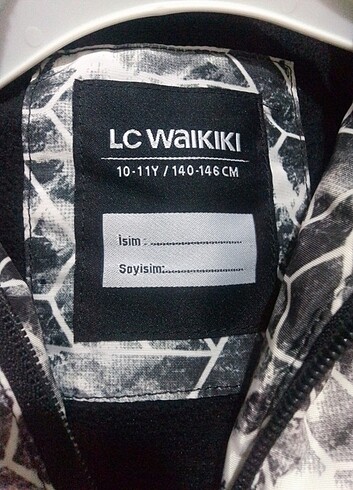 LC WAIKIKI
10-11Y / 140-146 CM
İsim :........................
Soyisim:........................